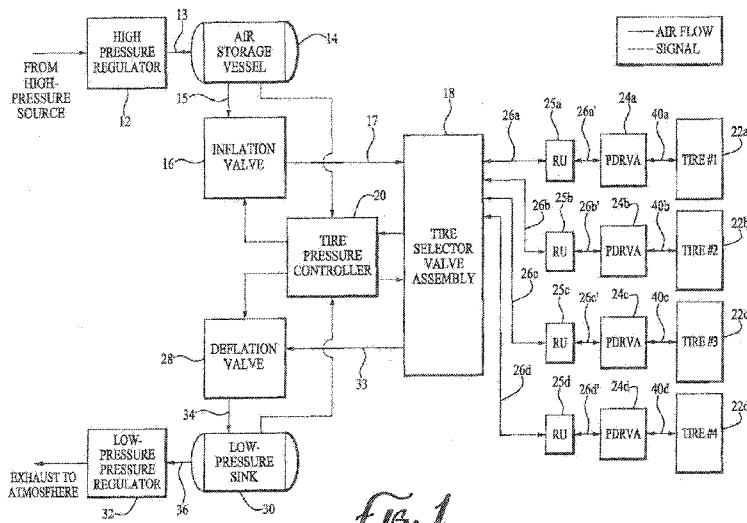 13
HIGH
PRESSURE
REGULATOR
12
FROM
HIGH-
PRESSURE
SOURCE
AIR
STORAGE
VESSEL
14
AIR FLOW
SIGNAL
15
INFLATION
VALVE
16
17
18
TIRE
SELECTOR
VALVE
ASSEMBLY
20
TIRE
PRESSURE
CONTROLLER
DEFLATION
VALVE
28
33
34
LOW-
PRESSURE
SINK
30
36
LOW-
PRESSURE
PRESSURE
REGULATOR
32
EXHAUST TO
ATMOSPHERE
26a
25a
26a'
24a
40a
22a
RU
PDRVA
TIRE #1
26b
25b
26b'
24b
40b
22b
RU
PDRVA
TIRE #2
26c
25c
26c'
24c
40c
22c
RU
PDRVA
TIRE #3
26d
25d
26d'
24d
40d
22d
RU
PDRVA
TIRE #4
Fig. 1